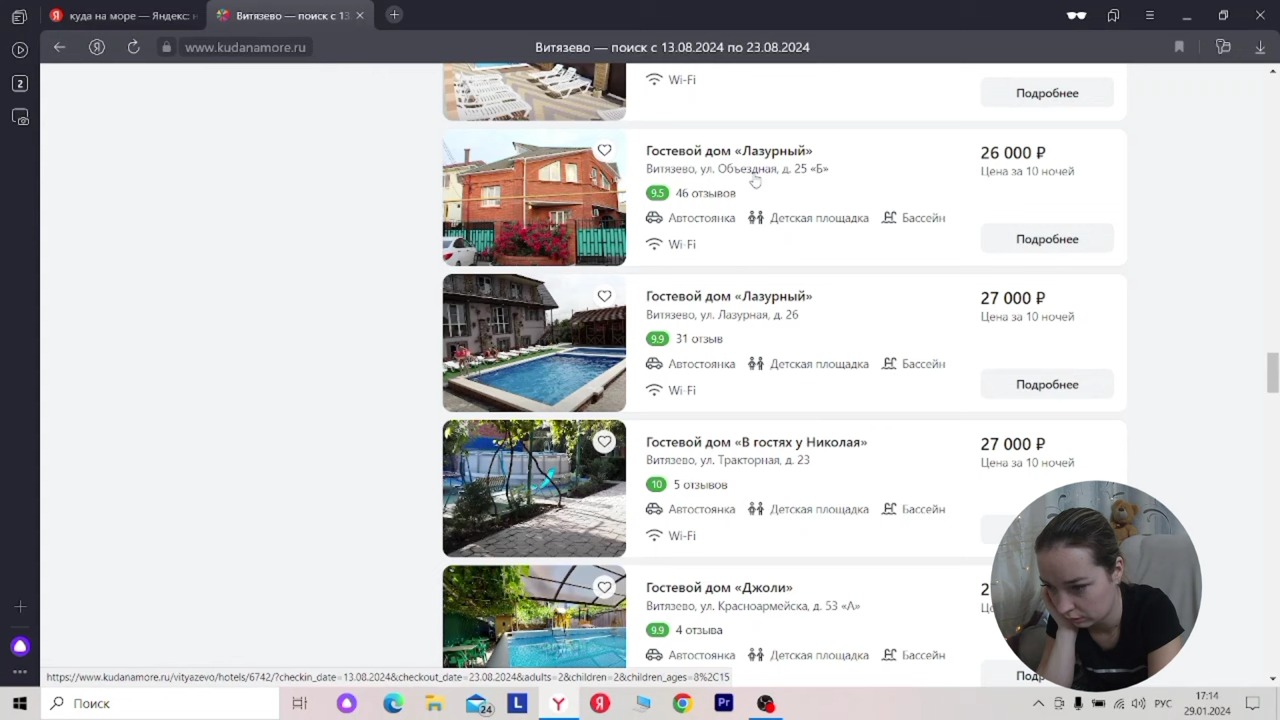 куда на море — Яндекс н
Витязево — поиск с 13
www.kudanamore.ru
Витязево — поиск с 13.08.2024 по 23.08.2024
2
Wi-Fi
Подробнее
Гостевой дом «Лазурный»
26 000 ₽
Витязево, ул. Объездная, д. 25 «Б»
Цена за 10 ночей
9.5 46 отзывов
Автостоянка Детская площадка Бассейн
Wi-Fi
Подробнее
Гостевой дом «Лазурный»
27 000 ₽
Витязево, ул. Лазурная, д. 26
Цена за 10 ночей
9.9 31 отзыв
Автостоянка Детская площадка Бассейн
Wi-Fi
Подробнее
Гостевой дом «В гостях у Николая»
27 000 ₽
Витязево, ул. Тракторная, д. 23
Цена за 10 ночей
10 5 отзывов
Автостоянка Детская площадка Бассейн
Wi-Fi
Гостевой дом «Джоли»
Витязево, ул. Красноармейска, д. 53 «А»
9.9 4 отзыва
Автостоянка Детская площадка Бассейн
https://www.kudanamore.ru/vityazevo/hotels/6742/?checkin_date=13.08.2024&checkout_date=23.08.2024&adults=2&children=2&children_ages=8%2C15
Поиск
24
L
Y
Я
Pr
РУС
17:14
29.01.2024